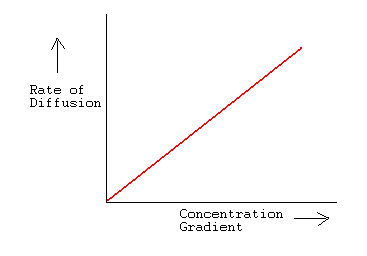 Rate of
Diffusion
Concentration
Gradient